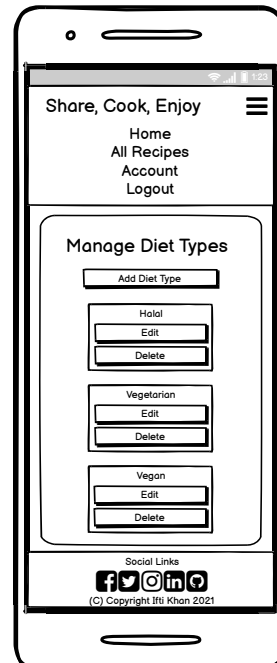 1:23
Share, Cook, Enjoy
Home
All Recipes
Account
Logout
Manage Diet Types
Add Diet Type
Halal
Edit
Delete
Vegetarian
Edit
Delete
Vegan
Edit
Delete
Social Links
(C) Copyright Ifti Khan 2021